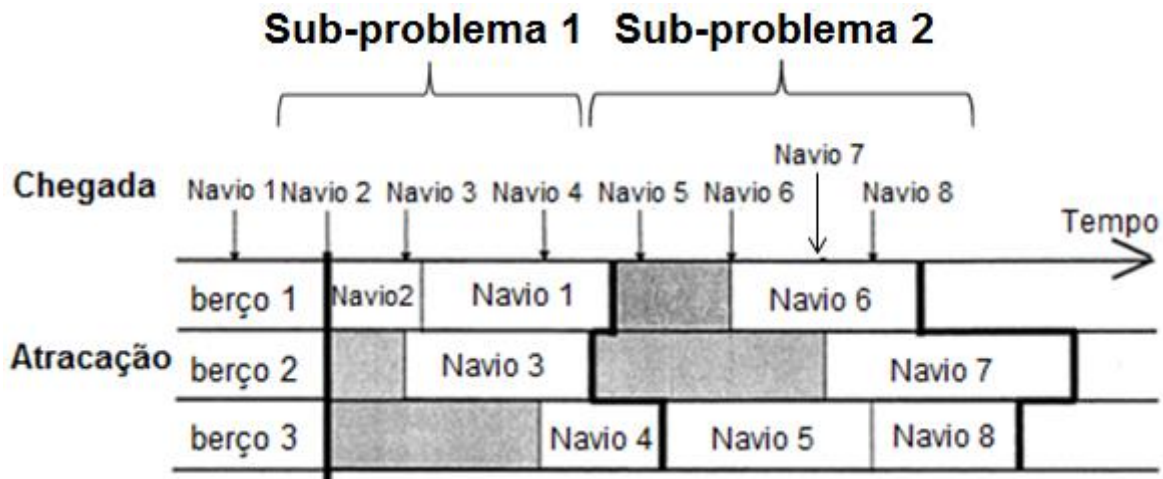 Sub-problema 1 Sub-problema 2
Navio 7
Chegada Navio 1 Navio 2 Navio 3 Navio 4 Navio 5 Navio 6 Navio 8
Tempo
berço 1 Navio2 Navio 1 Navio 6
Atracação berço 2 Navio 3 Navio 7
berço 3 Navio 4 Navio 5 Navio 8